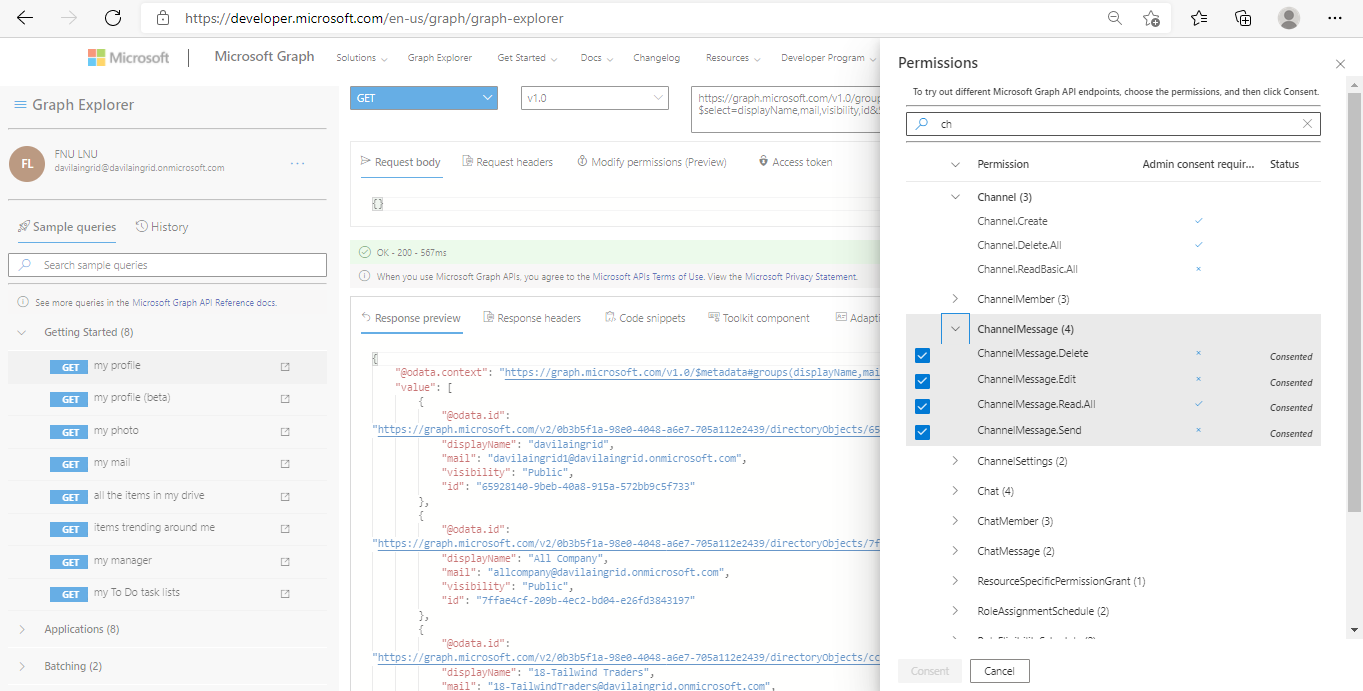 https://developer.microsoft.com/en-us/graph/graph-explorer
Microsoft
Microsoft Graph
Solutions
Graph Explorer
Get Started
Docs
Changelog
Resources
Developer Program
Graph Explorer
FL
FNU LNU
davilaingrid@davilaingrid.onmicrosoft.com
...
Sample queries
History
Search sample queries
See more queries in the Microsoft Graph API Reference docs.
Getting Started (8)
GET my profile
GET my profile (beta)
GET my photo
GET my mail
GET all the items in my drive
GET items trending around me
GET my manager
GET my To Do task lists
Applications (8)
Batching (2)
GET
v1.0
https://graph.microsoft.com/v1.0/group
$select=displayName,mail,visibility,id&$
Request body
Request headers
Modify permissions (Preview)
Access token
{}
OK - 200 - 567ms
When you use Microsoft Graph APIs, you agree to the Microsoft APIs Terms of Use. View the Microsoft Privacy Statement.
Response preview
Response headers
Code snippets
Toolkit component
Adapti
{
"@odata.context": "https://graph.microsoft.com/v1.0/$metadata#groups(displayName,mai
"value": [
{
"@odata.id":
"https://graph.microsoft.com/v2/0b3b5f1a-98e0-4048-a6e7-705a112e2439/directoryObjects/65
"displayName": "davilaingrid",
"mail": "davilaingrid1@davilaingrid.onmicrosoft.com",
"visibility": "Public",
"id": "65928140-9beb-40a8-915a-572bb9c5f733"
},
{
"@odata.id":
"https://graph.microsoft.com/v2/0b3b5f1a-98e0-4048-a6e7-705a112e2439/directoryObjects/7f
"displayName": "All Company",
"mail": "allcompany@davilaingrid.onmicrosoft.com",
"visibility": "Public",
"id": "7ffae4cf-209b-4ec2-bd04-e26fd3843197"
},
{
"@odata.id":
"https://graph.microsoft.com/v2/0b3b5f1a-98e0-4048-a6e7-705a112e2439/directoryObjects/cc
"displayName": "18-Tailwind Traders",
"mail": "18-TailwindTraders@davilaingrid.onmicrosoft.com",
Permissions
To try out different Microsoft Graph API endpoints, choose the permissions, and then click Consent.
ch
Permission
Admin consent requir...
Status
Channel (3)
Channel.Create
Channel.Delete.All
Channel.ReadBasic.All
ChannelMember (3)
ChannelMessage (4)
ChannelMessage.Delete Consented
ChannelMessage.Edit Consented
ChannelMessage.Read.All Consented
ChannelMessage.Send Consented
ChannelSettings (2)
Chat (4)
ChatMember (3)
ChatMessage (2)
ResourceSpecificPermissionGrant (1)
RoleAssignmentSchedule (2)
Consent
Cancel